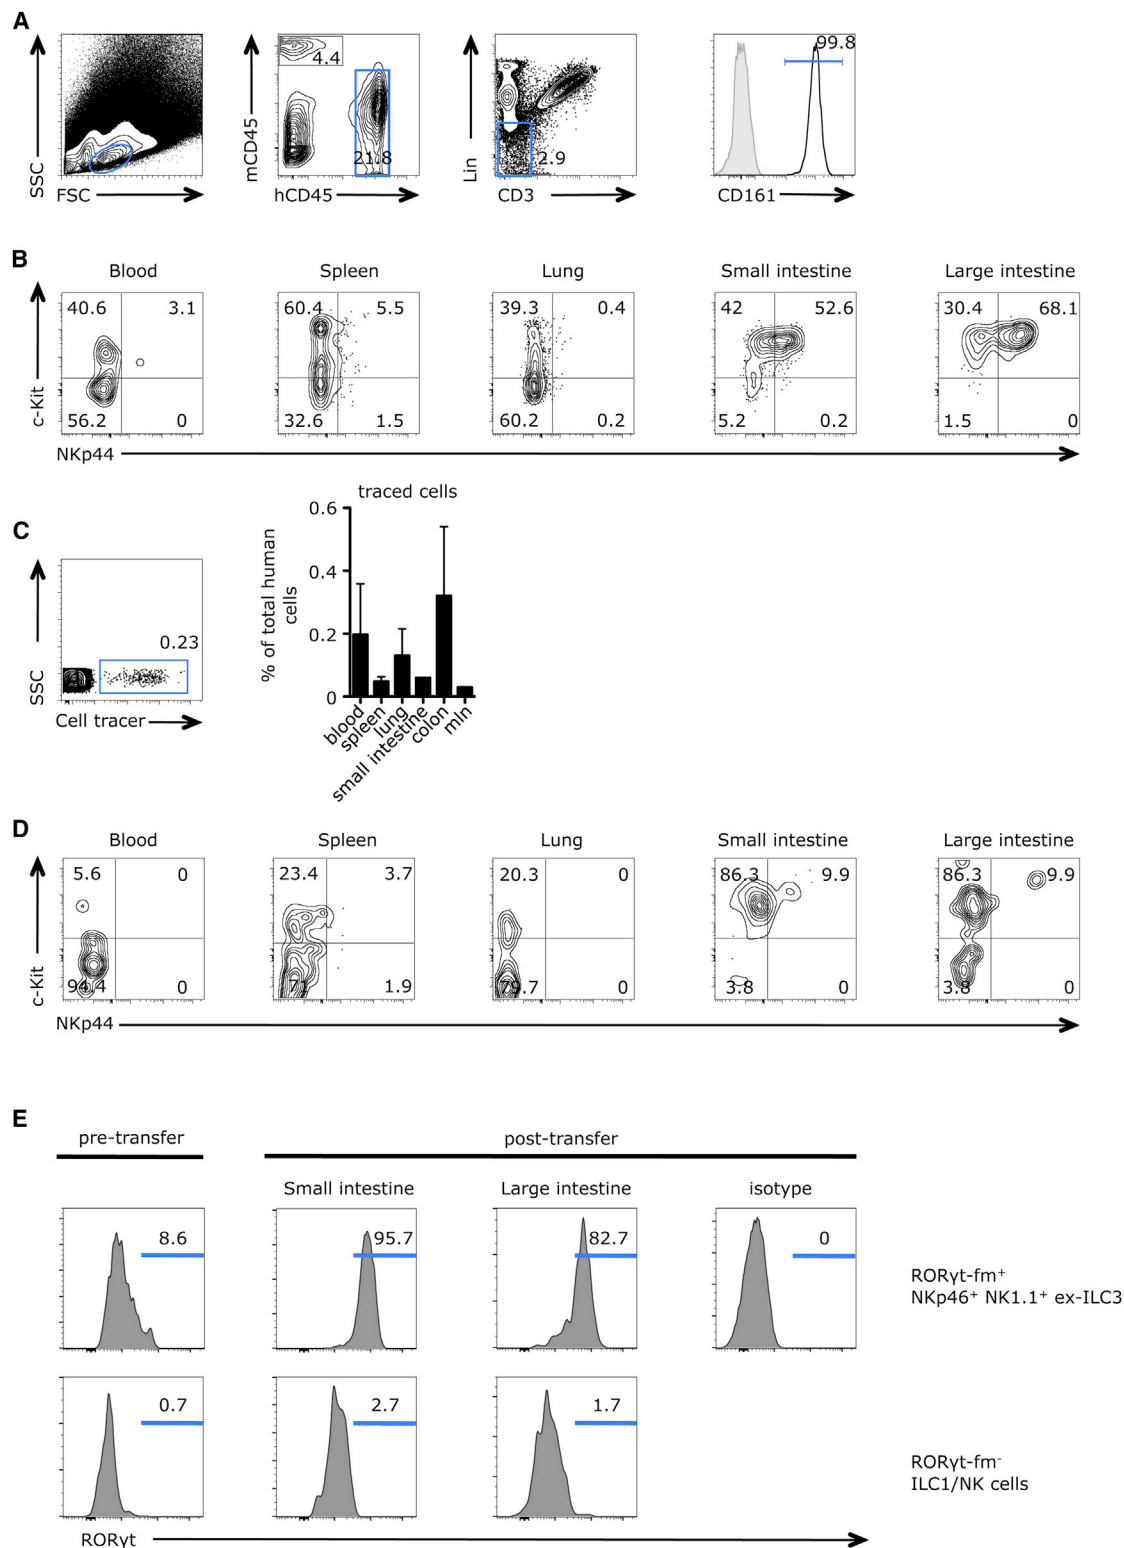 A
SSC
FSC
mCD45
4.4
21.8
hCD45
Lin
2.9
CD3
99.8
CD161
B
Blood
Spleen
Lung
Small intestine
Large intestine
c-Kit
40.6
3.1
56.2
0
60.4
5.5
32.6
1.5
39.3
0.4
60.2
0.2
42
52.6
5.2
0.2
30.4
68.1
1.5
0
NKp44
C
SSC
0.23
Cell tracer
traced cells
% of total human
cells
0.6
0.4
0.2
0
blood
spleen
lung
small intestine
colon
mln
D
Blood
Spleen
Lung
Small intestine
Large intestine
c-Kit
5.6
0
94.4
0
23.4
3.7
71
1.9
20.3
0
79.7
0
86.3
9.9
3.8
0
86.3
9.9
3.8
0
NKp44
E
pre-transfer
post-transfer
Small intestine
Large intestine
isotype
8.6
95.7
82.7
0
RORγt-fm⁺
NKp46⁺ NK1.1⁺ ex-ILC3
0.7
2.7
1.7
RORγt-fm⁻
ILC1/NK cells
RORγt